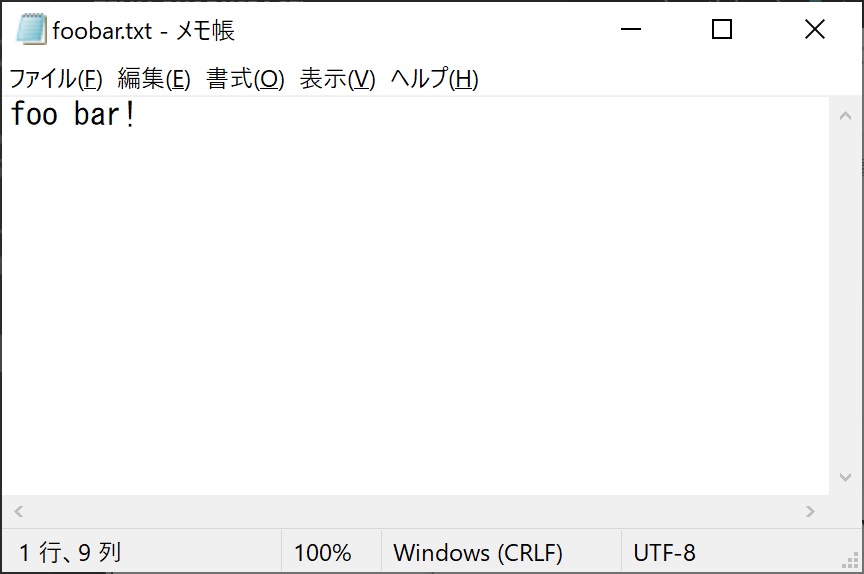 foobar.txt - メモ帳
ファイル(F) 編集(E) 書式(O) 表示(V) ヘルプ(H)
foo bar!
1 行、9 列 100% Windows (CRLF) UTF-8